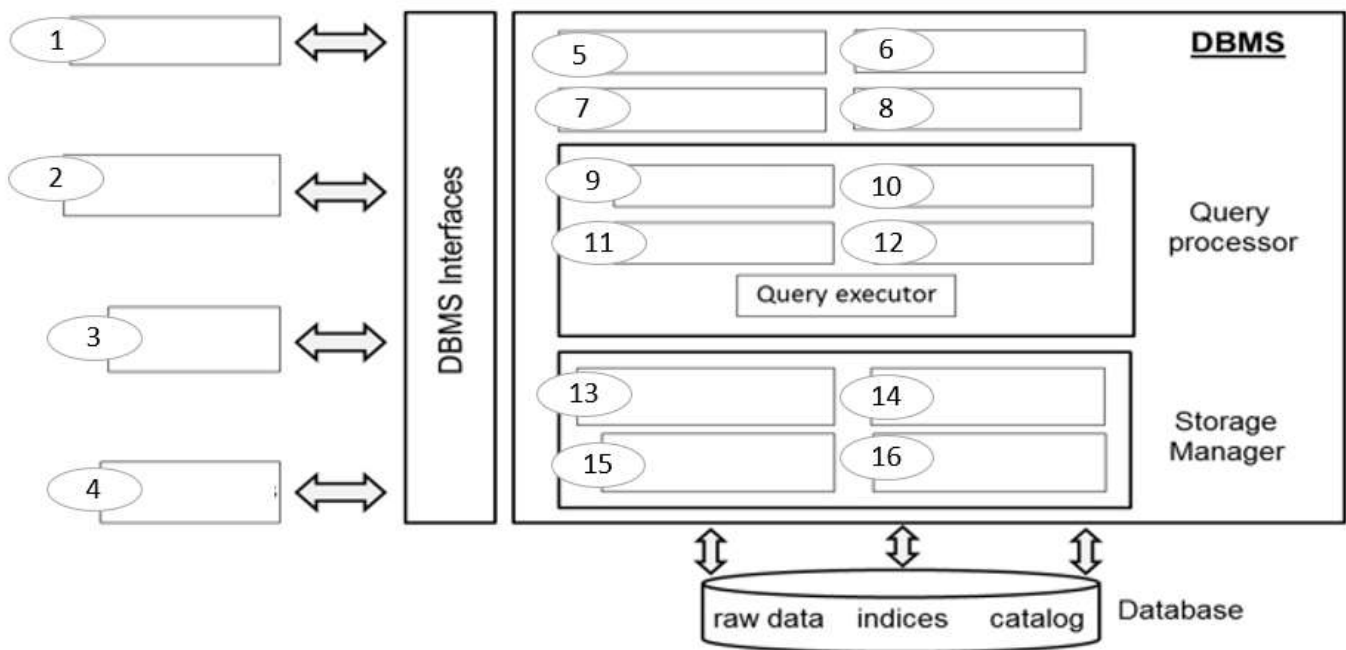 1
DBMS
5
6
7
8
2
9
10
DBMS Interfaces
Query
processor
11
12
Query executor
3
13
14
Storage
Manager
15
16
4
Database
raw data indices catalog